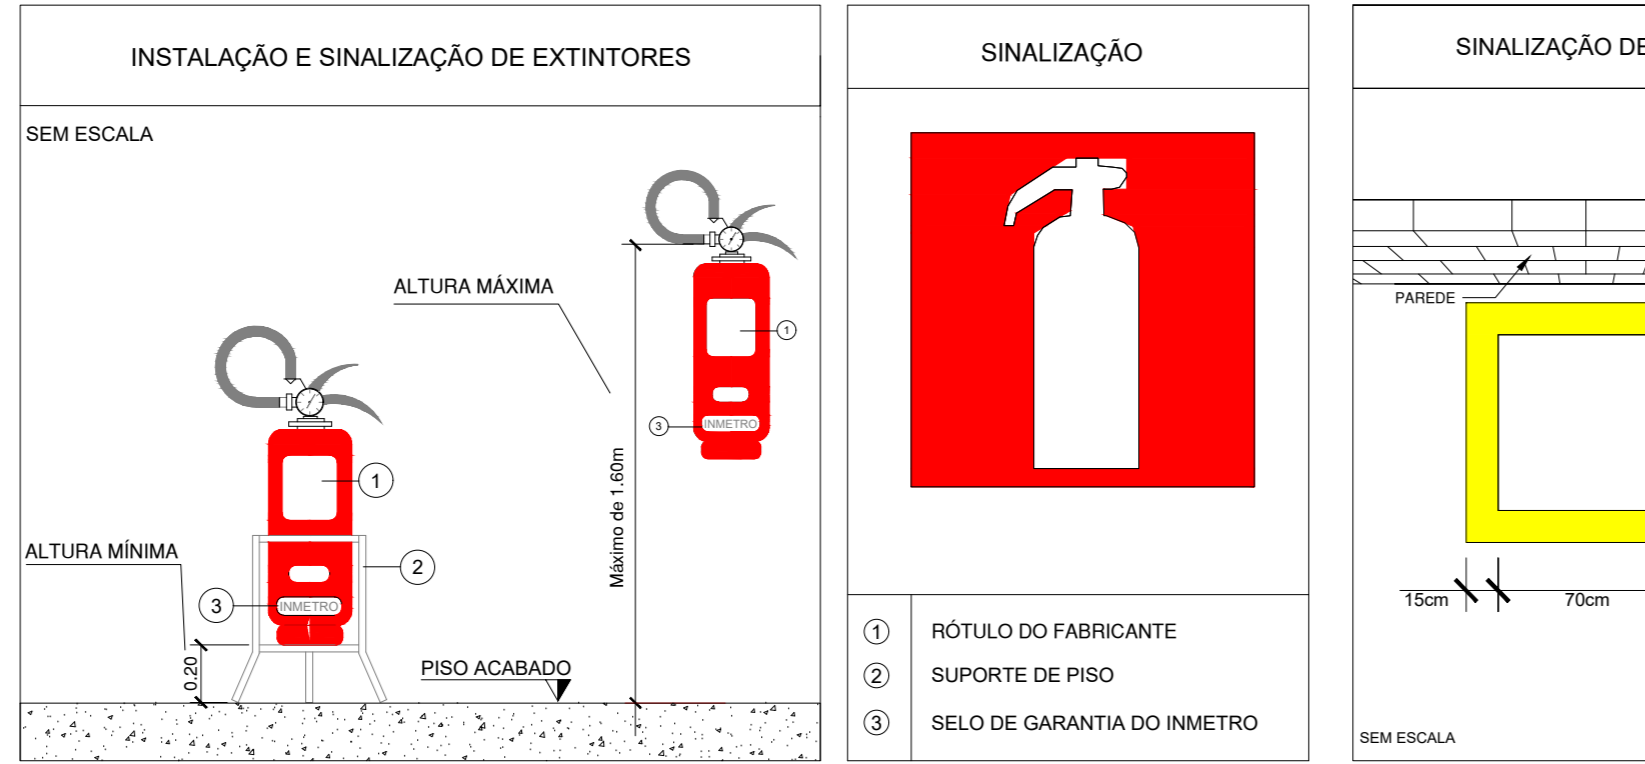 INSTALAÇÃO E SINALIZAÇÃO DE EXTINTORES
SEM ESCALA
ALTURA MÁXIMA
1
3
INMETRO
Máximo de 1.60m
1
ALTURA MÍNIMA
2
3
INMETRO
0.20
PISO ACABADO
SINALIZAÇÃO
1 RÓTULO DO FABRICANTE
2 SUPORTE DE PISO
3 SELO DE GARANTIA DO INMETRO
SINALIZAÇÃO DE
PAREDE
15cm 70cm
SEM ESCALA